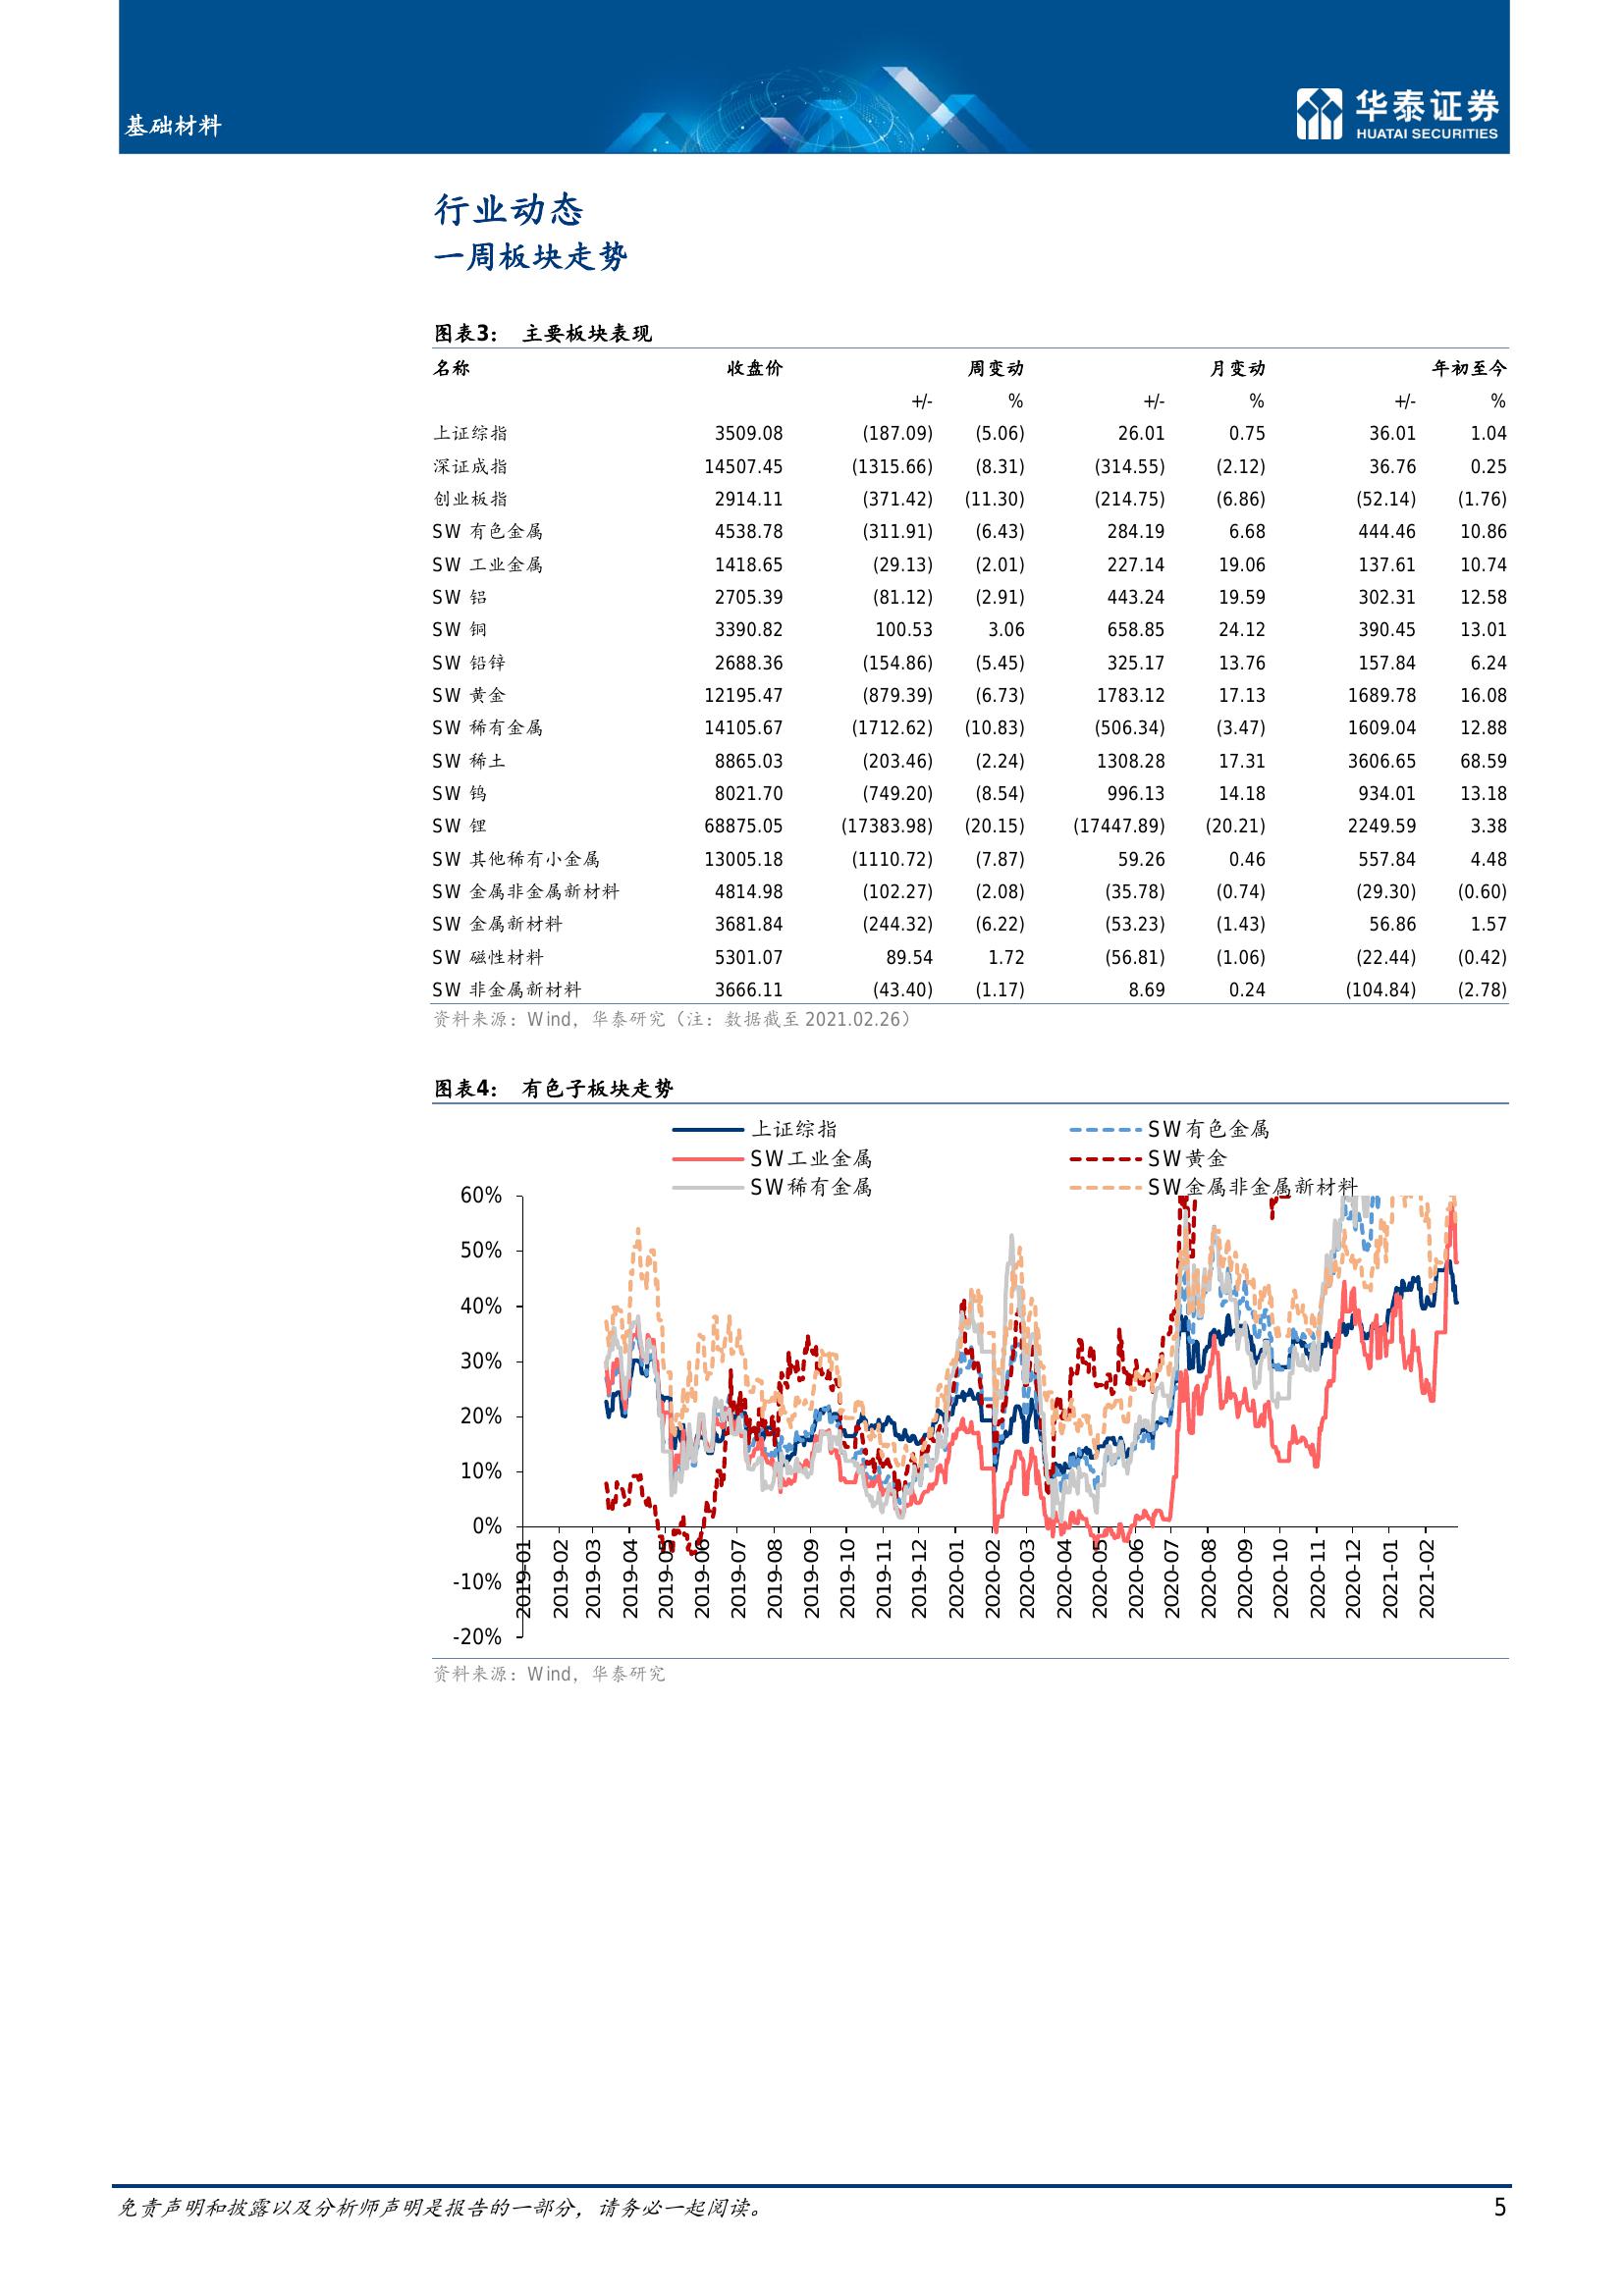 基础材料
华泰证券
HUATAI SECURITIES
行业动态
一周板块走势
图表3： 主要板块表现
名称 收盘价 周变动 月变动 年初至今
+/- % +/- % +/- %
上证综指 3509.08 (187.09) (5.06) 26.01 0.75 36.01 1.04
深证成指 14507.45 (1315.66) (8.31) (314.55) (2.12) 36.76 0.25
创业板指 2914.11 (371.42) (11.30) (214.75) (6.86) (52.14) (1.76)
SW 有色金属 4538.78 (311.91) (6.43) 284.19 6.68 444.46 10.86
SW 工业金属 1418.65 (29.13) (2.01) 227.14 19.06 137.61 10.74
SW 铝 2705.39 (81.12) (2.91) 443.24 19.59 302.31 12.58
SW 铜 3390.82 100.53 3.06 658.85 24.12 390.45 13.01
SW 铅锌 2688.36 (154.86) (5.45) 325.17 13.76 157.84 6.24
SW 黄金 12195.47 (879.39) (6.73) 1783.12 17.13 1689.78 16.08
SW 稀有金属 14105.67 (1712.62) (10.83) (506.34) (3.47) 1609.04 12.88
SW 稀土 8865.03 (203.46) (2.24) 1308.28 17.31 3606.65 68.59
SW 钨 8021.70 (749.20) (8.54) 996.13 14.18 934.01 13.18
SW 锂 68875.05 (17383.98) (20.15) (17447.89) (20.21) 2249.59 3.38
SW 其他稀有小金属 13005.18 (1110.72) (7.87) 59.26 0.46 557.84 4.48
SW 金属非金属新材料 4814.98 (102.27) (2.08) (35.78) (0.74) (29.30) (0.60)
SW 金属新材料 3681.84 (244.32) (6.22) (53.23) (1.43) 56.86 1.57
SW 磁性材料 5301.07 89.54 1.72 (56.81) (1.06) (22.44) (0.42)
SW 非金属新材料 3666.11 (43.40) (1.17) 8.69 0.24 (104.84) (2.78)
资料来源：Wind，华泰研究（注：数据截至 2021.02.26）
图表4： 有色子板块走势
上证综指 SW有色金属
SW工业金属 SW黄金
SW稀有金属 SW金属非金属新材料
60%
50%
40%
30%
20%
10%
0%
-10%
-20%
2019-01 2019-02 2019-03 2019-04 2019-05 2019-06 2019-07 2019-08 2019-09 2019-10 2019-11 2019-12 2020-01 2020-02 2020-03 2020-04 2020-05 2020-06 2020-07 2020-08 2020-09 2020-10 2020-11 2020-12 2021-01 2021-02
资料来源：Wind，华泰研究
免责声明和披露以及分析师声明是报告的一部分，请务必一起阅读。 5